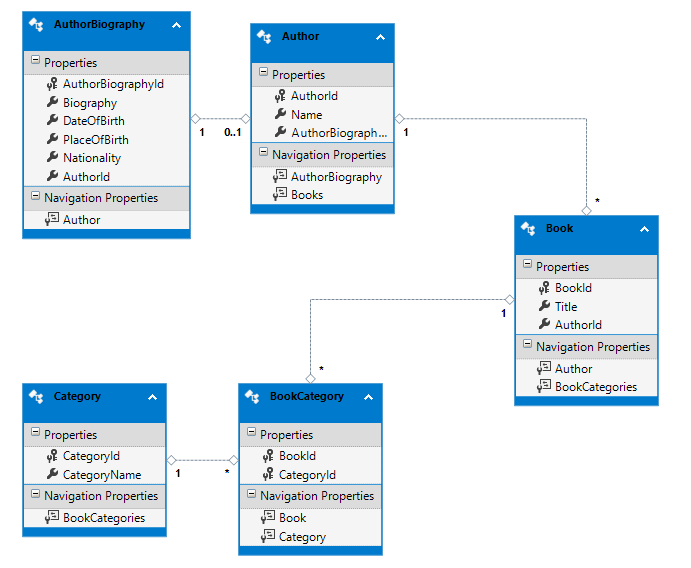 AuthorBiography
Properties
AuthorBiographyId
Biography
DateOfBirth
PlaceOfBirth
Nationality
AuthorId
Navigation Properties
Author
1
0..1
Author
Properties
AuthorId
Name
AuthorBiograph...
Navigation Properties
AuthorBiography
Books
1
*
Book
Properties
BookId
Title
AuthorId
Navigation Properties
Author
BookCategories
1
*
Category
Properties
CategoryId
CategoryName
Navigation Properties
BookCategories
1
*
BookCategory
Properties
BookId
CategoryId
Navigation Properties
Book
Category